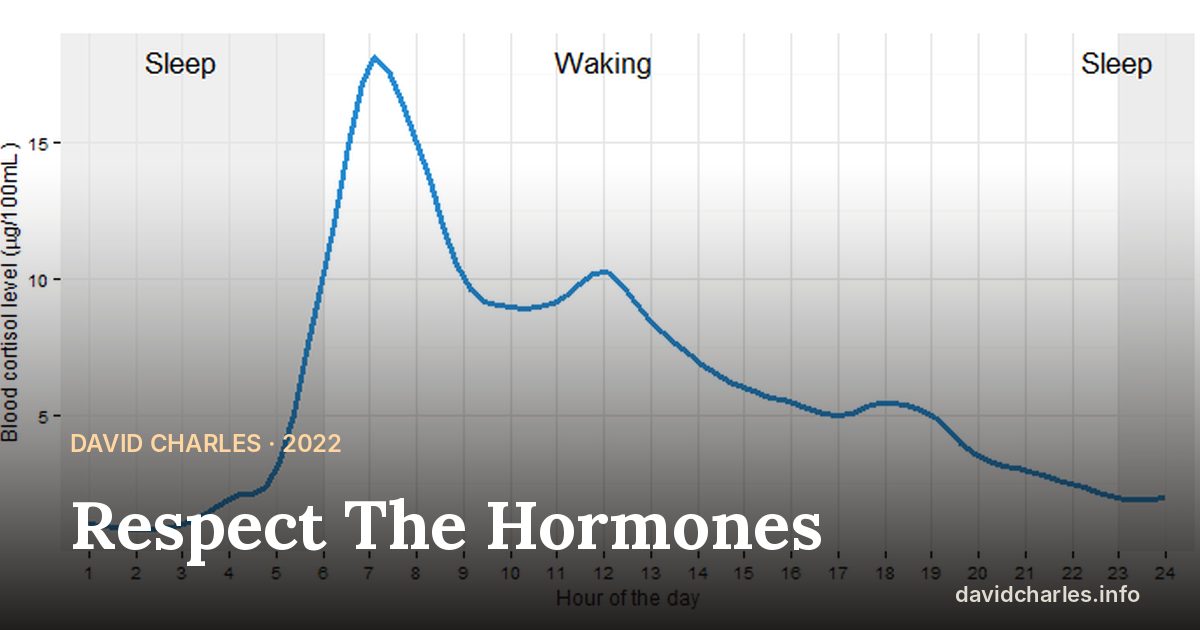 Sleep Waking Sleep
Blood cortisol level (µg/100mL )
15
10
5
DAVID CHARLES · 2022
Respect The Hormones
1 2 3 4 5 6 7 8 9 10 11 12 13 14 15 16 17 18 19 20 21 22 23 24
Hour of the day
davidcharles.info